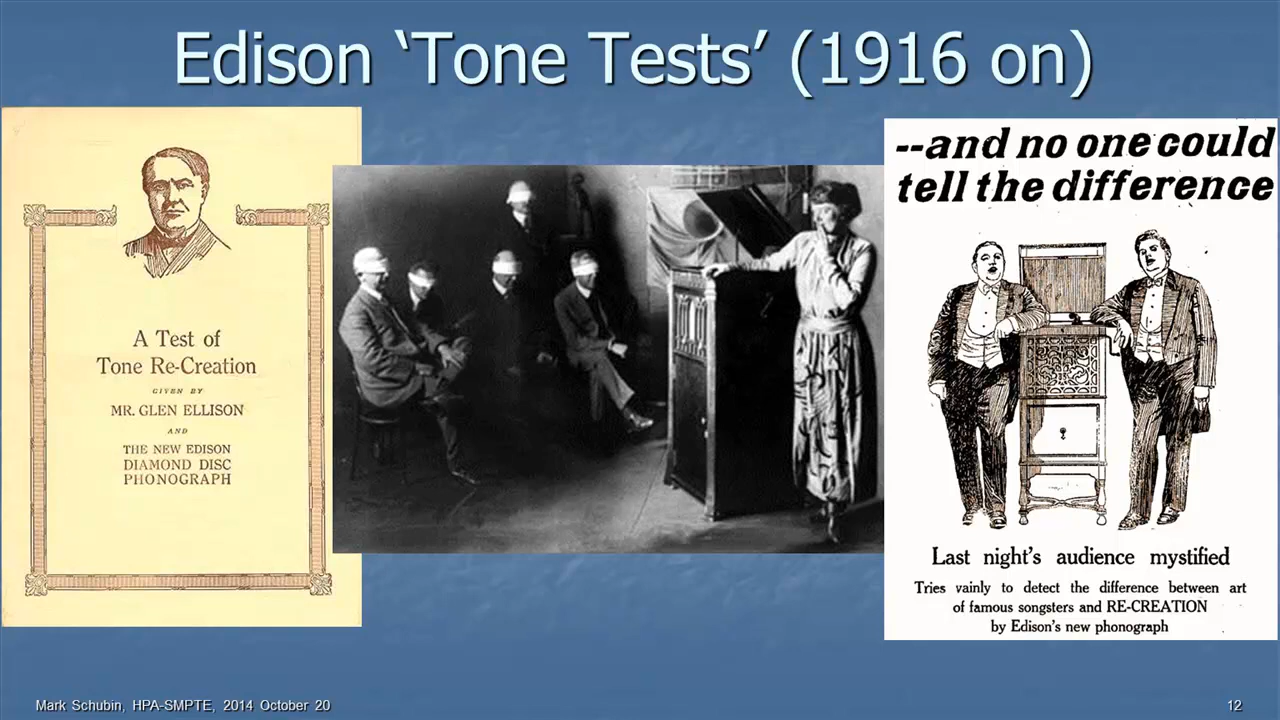 Edison ‘Tone Tests’ (1916 on)
A Test of
Tone Re-Creation
GIVEN BY
MR. GLEN ELLISON
AND
THE NEW EDISON
DIAMOND DISC
PHONOGRAPH
--and no one could
tell the difference
Last night's audience mystified
Tries vainly to detect the difference between art
of famous songsters and RE-CREATION
by Edison's new phonograph
Mark Schubin, HPA-SMPTE, 2014 October 20
12